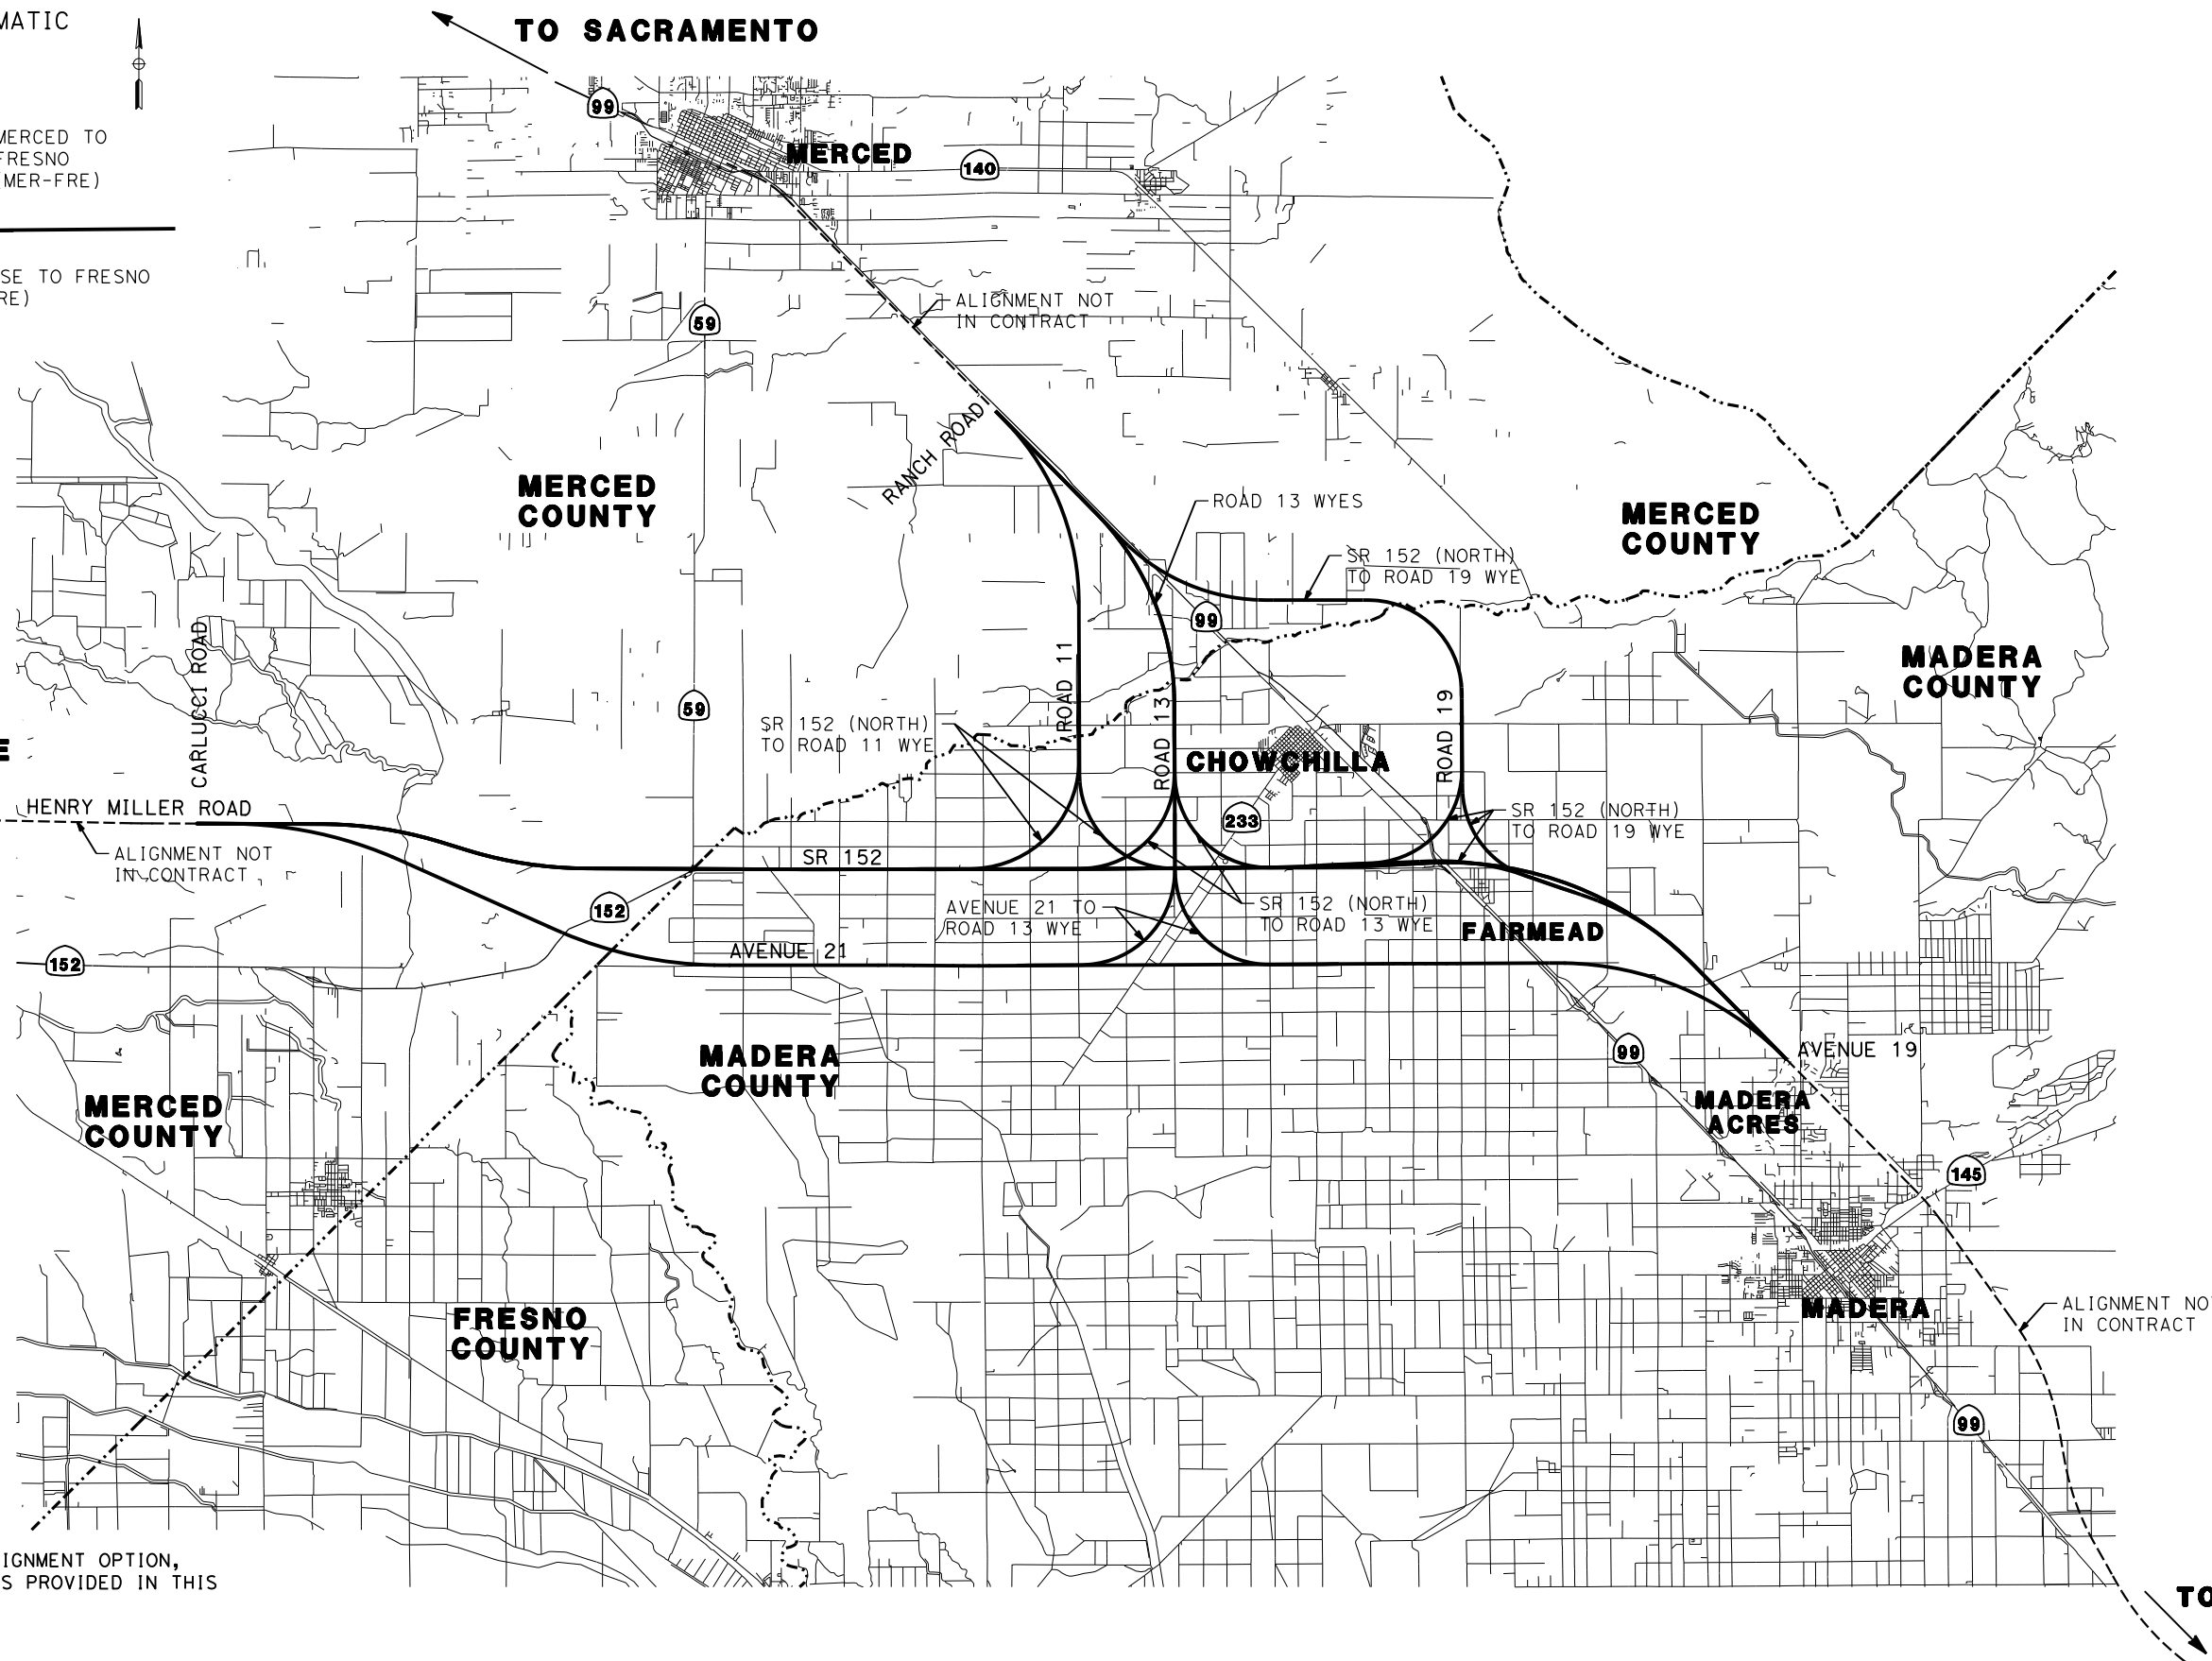 MATIC
TO SACRAMENTO
99
MERCED TO
FRESNO
(MER-FRE)
MERCED
140
SE TO FRESNO
RE)
ALIGNMENT NOT
IN CONTRACT
59
RANCH ROAD
MERCED
COUNTY
ROAD 13 WYES
MERCED
COUNTY
SR 152 (NORTH)
TO ROAD 19 WYE
99
CARLUCCI ROAD
ROAD 11
MADERA
COUNTY
59
ROAD 13
ROAD 19
SR 152 (NORTH)
TO ROAD 11 WYE
E
CHOWCHILLA
HENRY MILLER ROAD
233
SR 152 (NORTH)
TO ROAD 19 WYE
ALIGNMENT NOT
IN CONTRACT
SR 152
152
AVENUE 21 TO
ROAD 13 WYE
SR 152 (NORTH)
TO ROAD 13 WYE
FAIRMEAD
AVENUE 21
152
MADERA
COUNTY
99
AVENUE 19
MERCED
COUNTY
MADERA
ACRES
145
FRESNO
COUNTY
MADERA
ALIGNMENT NO
IN CONTRACT
99
IGNMENT OPTION,
S PROVIDED IN THIS
TO